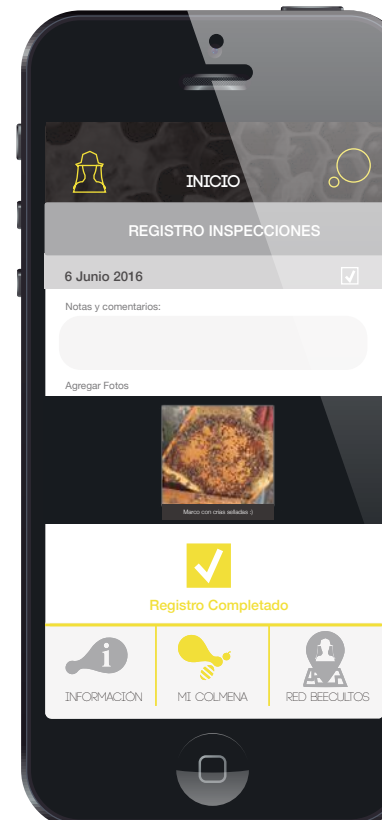 INICIO
REGISTRO INSPECCIONES
6 Junio 2016
Notas y comentarios:
Agregar Fotos
Marco con crias selladas :)
Registro Completado
INFORMACIÓN
MI COLMENA
RED BEECULTOS